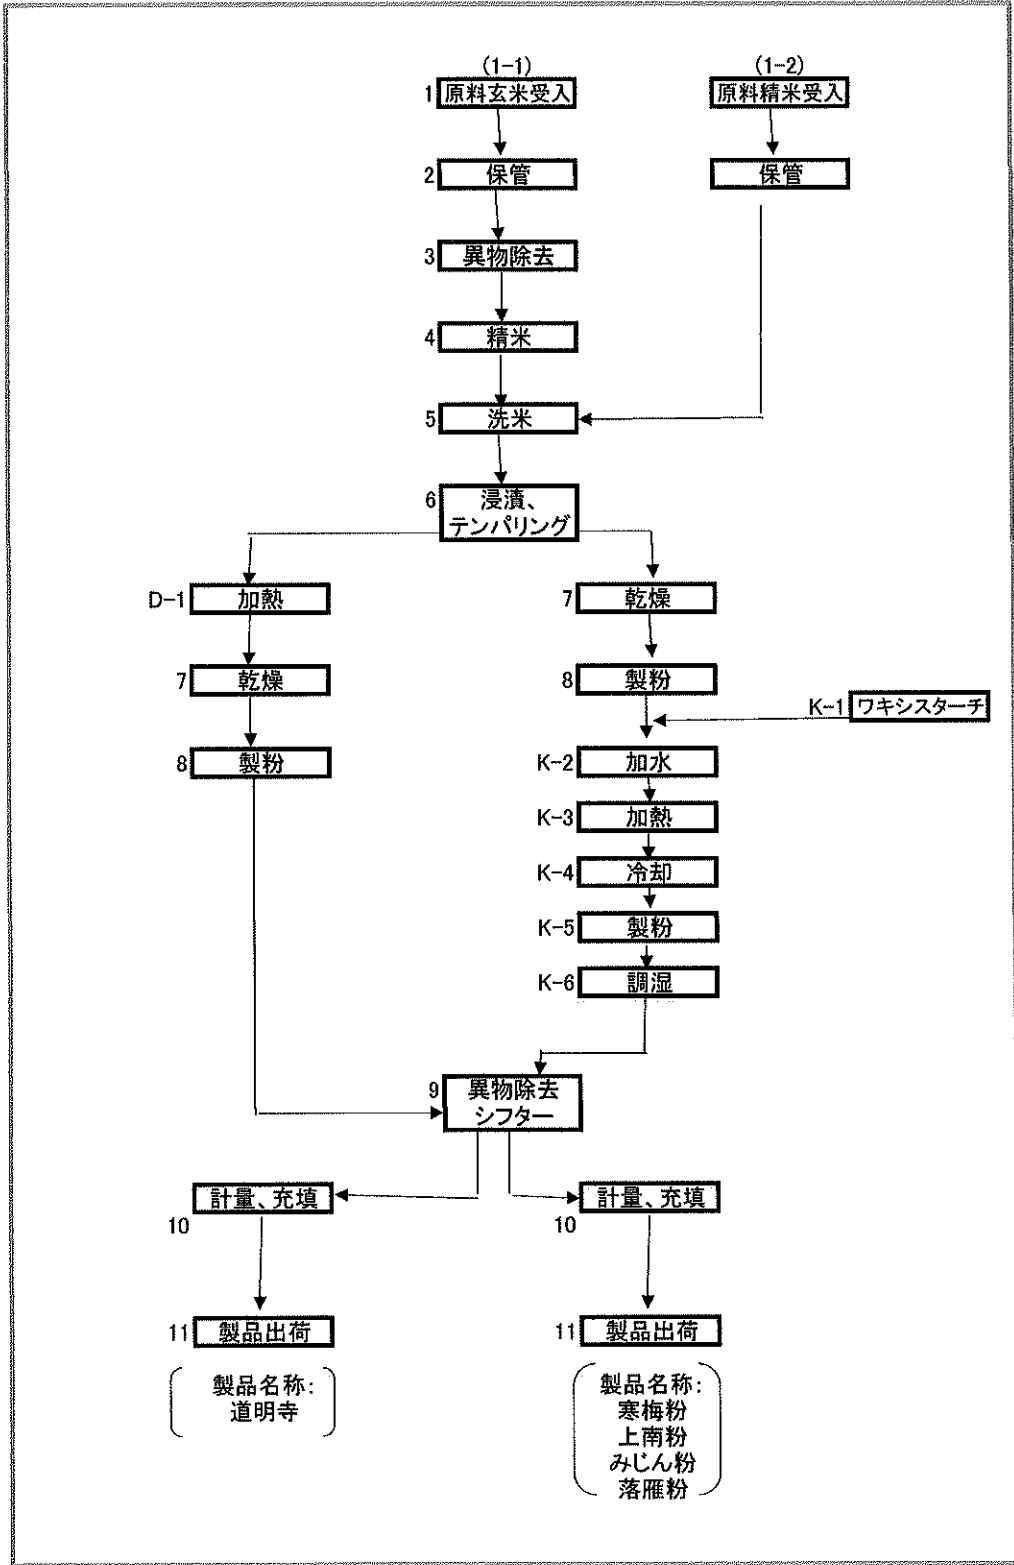 (1-1)
(1-2)
1 原料玄米受入
原料精米受入
2 保管
保管
3 異物除去
4 精米
5 洗米
6 浸漬、
テンパリング
D-1 加熱
7 乾燥
7 乾燥
8 製粉
K-1 ワキシスターチ
8 製粉
K-2 加水
K-3 加熱
K-4 冷却
K-5 製粉
K-6 調湿
9 異物除去
シフター
計量、充填
10
計量、充填
10
11 製品出荷
11 製品出荷
製品名称:
道明寺
製品名称:
寒梅粉
上南粉
みじん粉
落雁粉